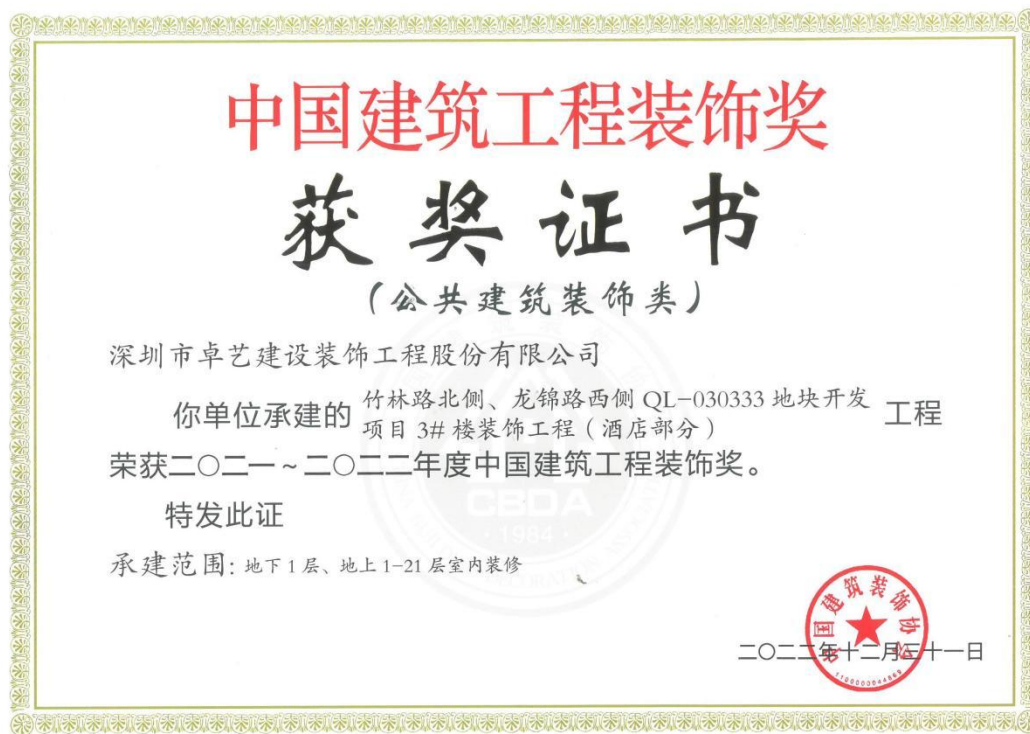 中国建筑工程装饰奖
获奖证书
（公共建筑装饰类）
深圳市卓艺建设装饰工程股份有限公司
你单位承建的 竹林路北侧、龙锦路西侧 QL-030333 地块开发项目 3# 楼装饰工程（酒店部分） 工程
荣获二〇二一～二〇二二年度中国建筑工程装饰奖。
特发此证
承建范围: 地下 1 层、地上 1-21 层室内装修
中国建筑装饰协会
二〇二二年十二月三十一日
CBDA
·1984·